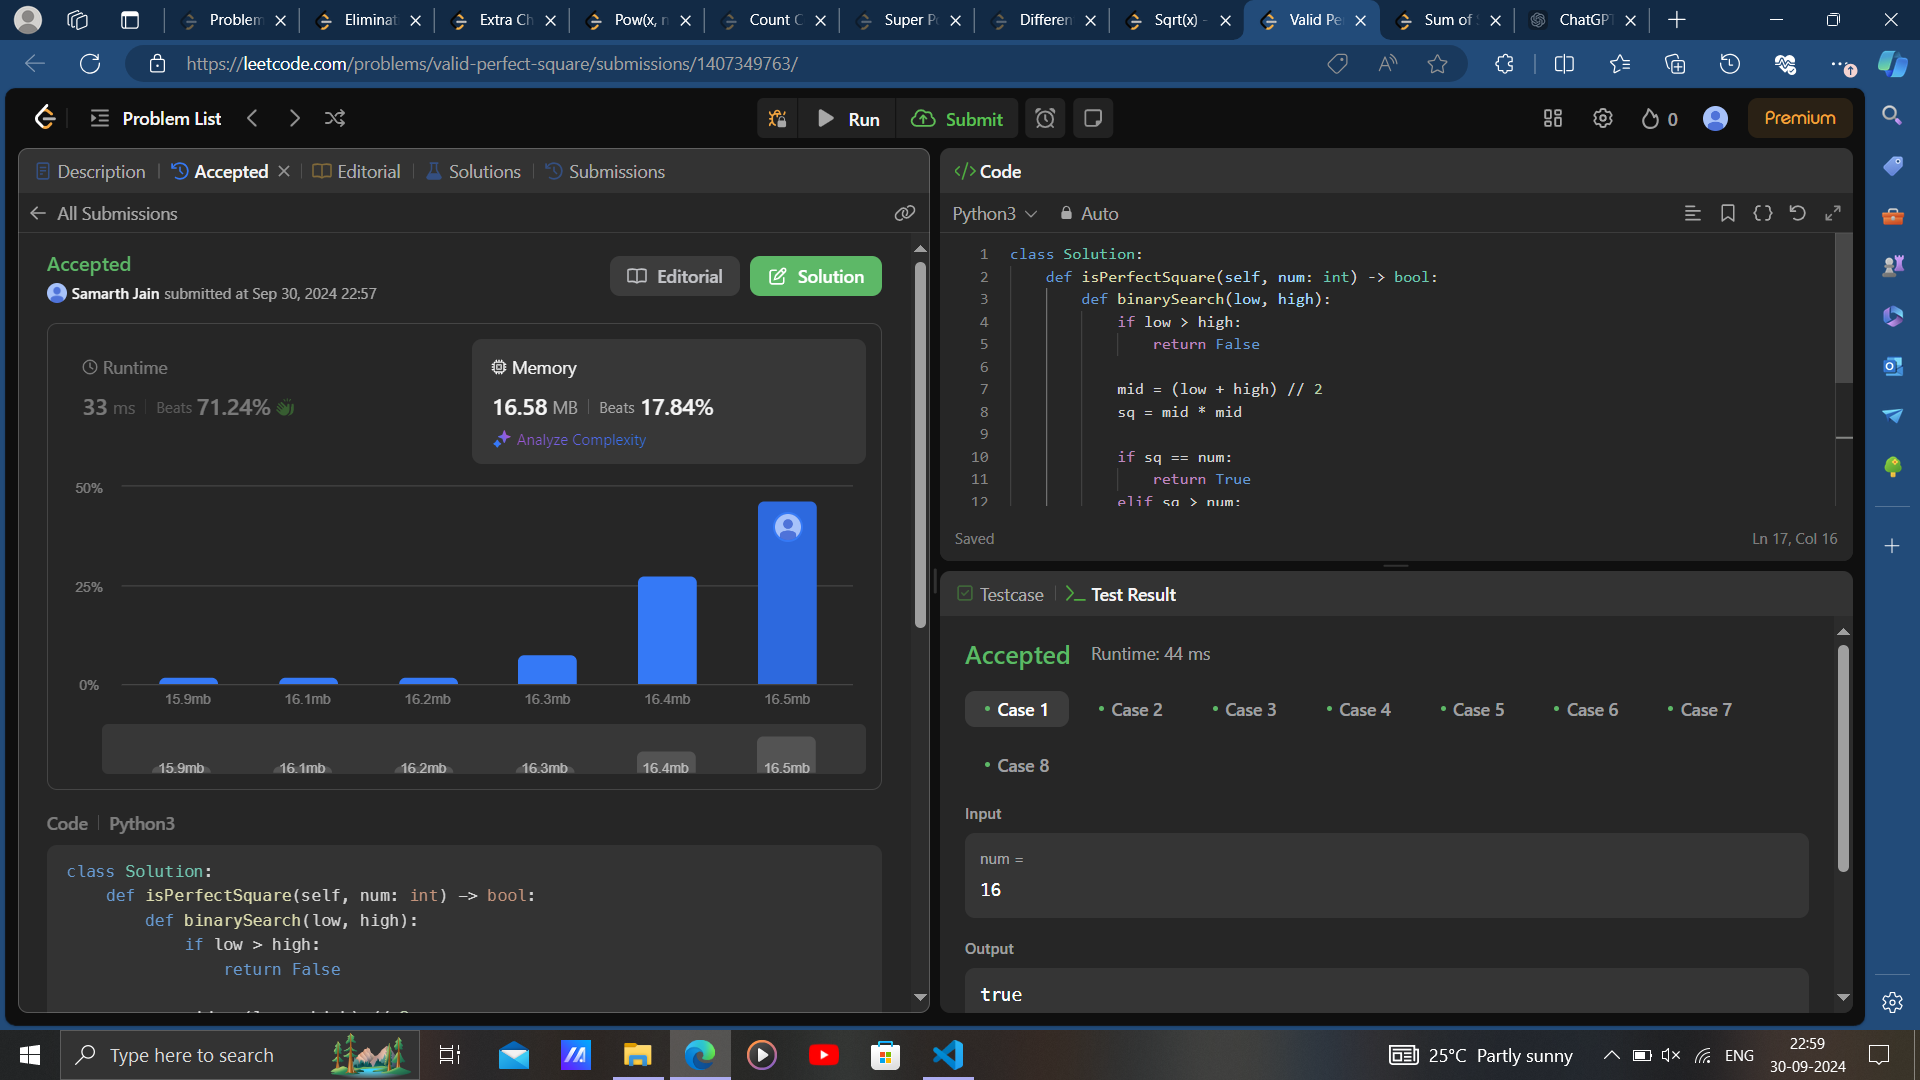 Problem
Eliminat
Extra Ch
Pow(x, n
Count C
Super P
Differen
Sqrt(x) -
Valid Pe
Sum of S
ChatGPT
https://leetcode.com/problems/valid-perfect-square/submissions/1407349763/
Problem List
Run
Submit
0
Premium
Description
Accepted
Editorial
Solutions
Submissions
All Submissions
Accepted
Samarth Jain submitted at Sep 30, 2024 22:57
Editorial
Solution
Runtime
33 ms
Beats 71.24%
Memory
16.58 MB
Beats 17.84%
Analyze Complexity
50%
25%
0%
15.9mb 16.1mb 16.2mb 16.3mb 16.4mb 16.5mb
15.9mb 16.1mb 16.2mb 16.3mb 16.4mb 16.5mb
Code
Python3
class Solution:
def isPerfectSquare(self, num: int) -> bool:
def binarySearch(low, high):
if low > high:
return False
</> Code
Python3
Auto
1 class Solution:
2 def isPerfectSquare(self, num: int) -> bool:
3 def binarySearch(low, high):
4 if low > high:
5 return False
6
7 mid = (low + high) // 2
8 sq = mid * mid
9
10 if sq == num:
11 return True
12 elif sq > num:
Saved
Ln 17, Col 16
Testcase
Test Result
Accepted
Runtime: 44 ms
Case 1
Case 2
Case 3
Case 4
Case 5
Case 6
Case 7
Case 8
Input
num =
16
Output
true
Type here to search
25°C Partly sunny
ENG
22:59
30-09-2024